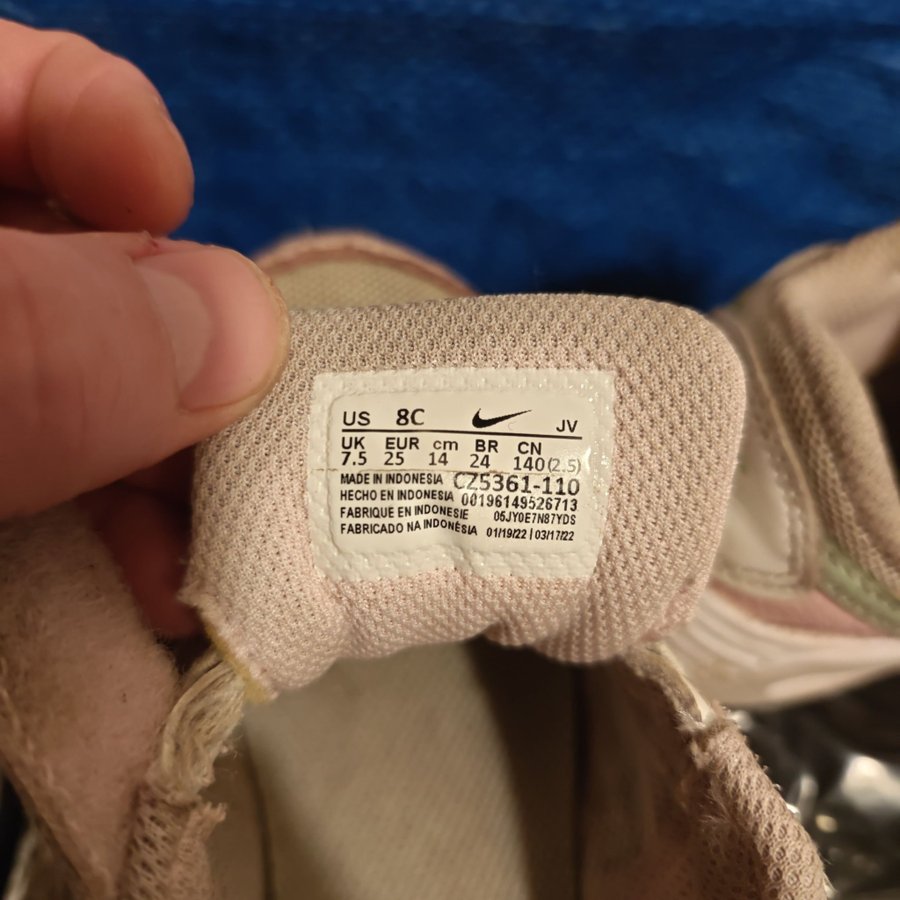 US 8C JV
UK EUR cm BR CN
7.5 25 14 24 140(2.5)
MADE IN INDONESIA CZ5361-110
HECHO EN INDONESIA 00196149526713
FABRIQUE EN INDONESIE 05JY0E7N87YDS
FABRICADO NA INDONÉSIA 01/19/22 | 03/17/22